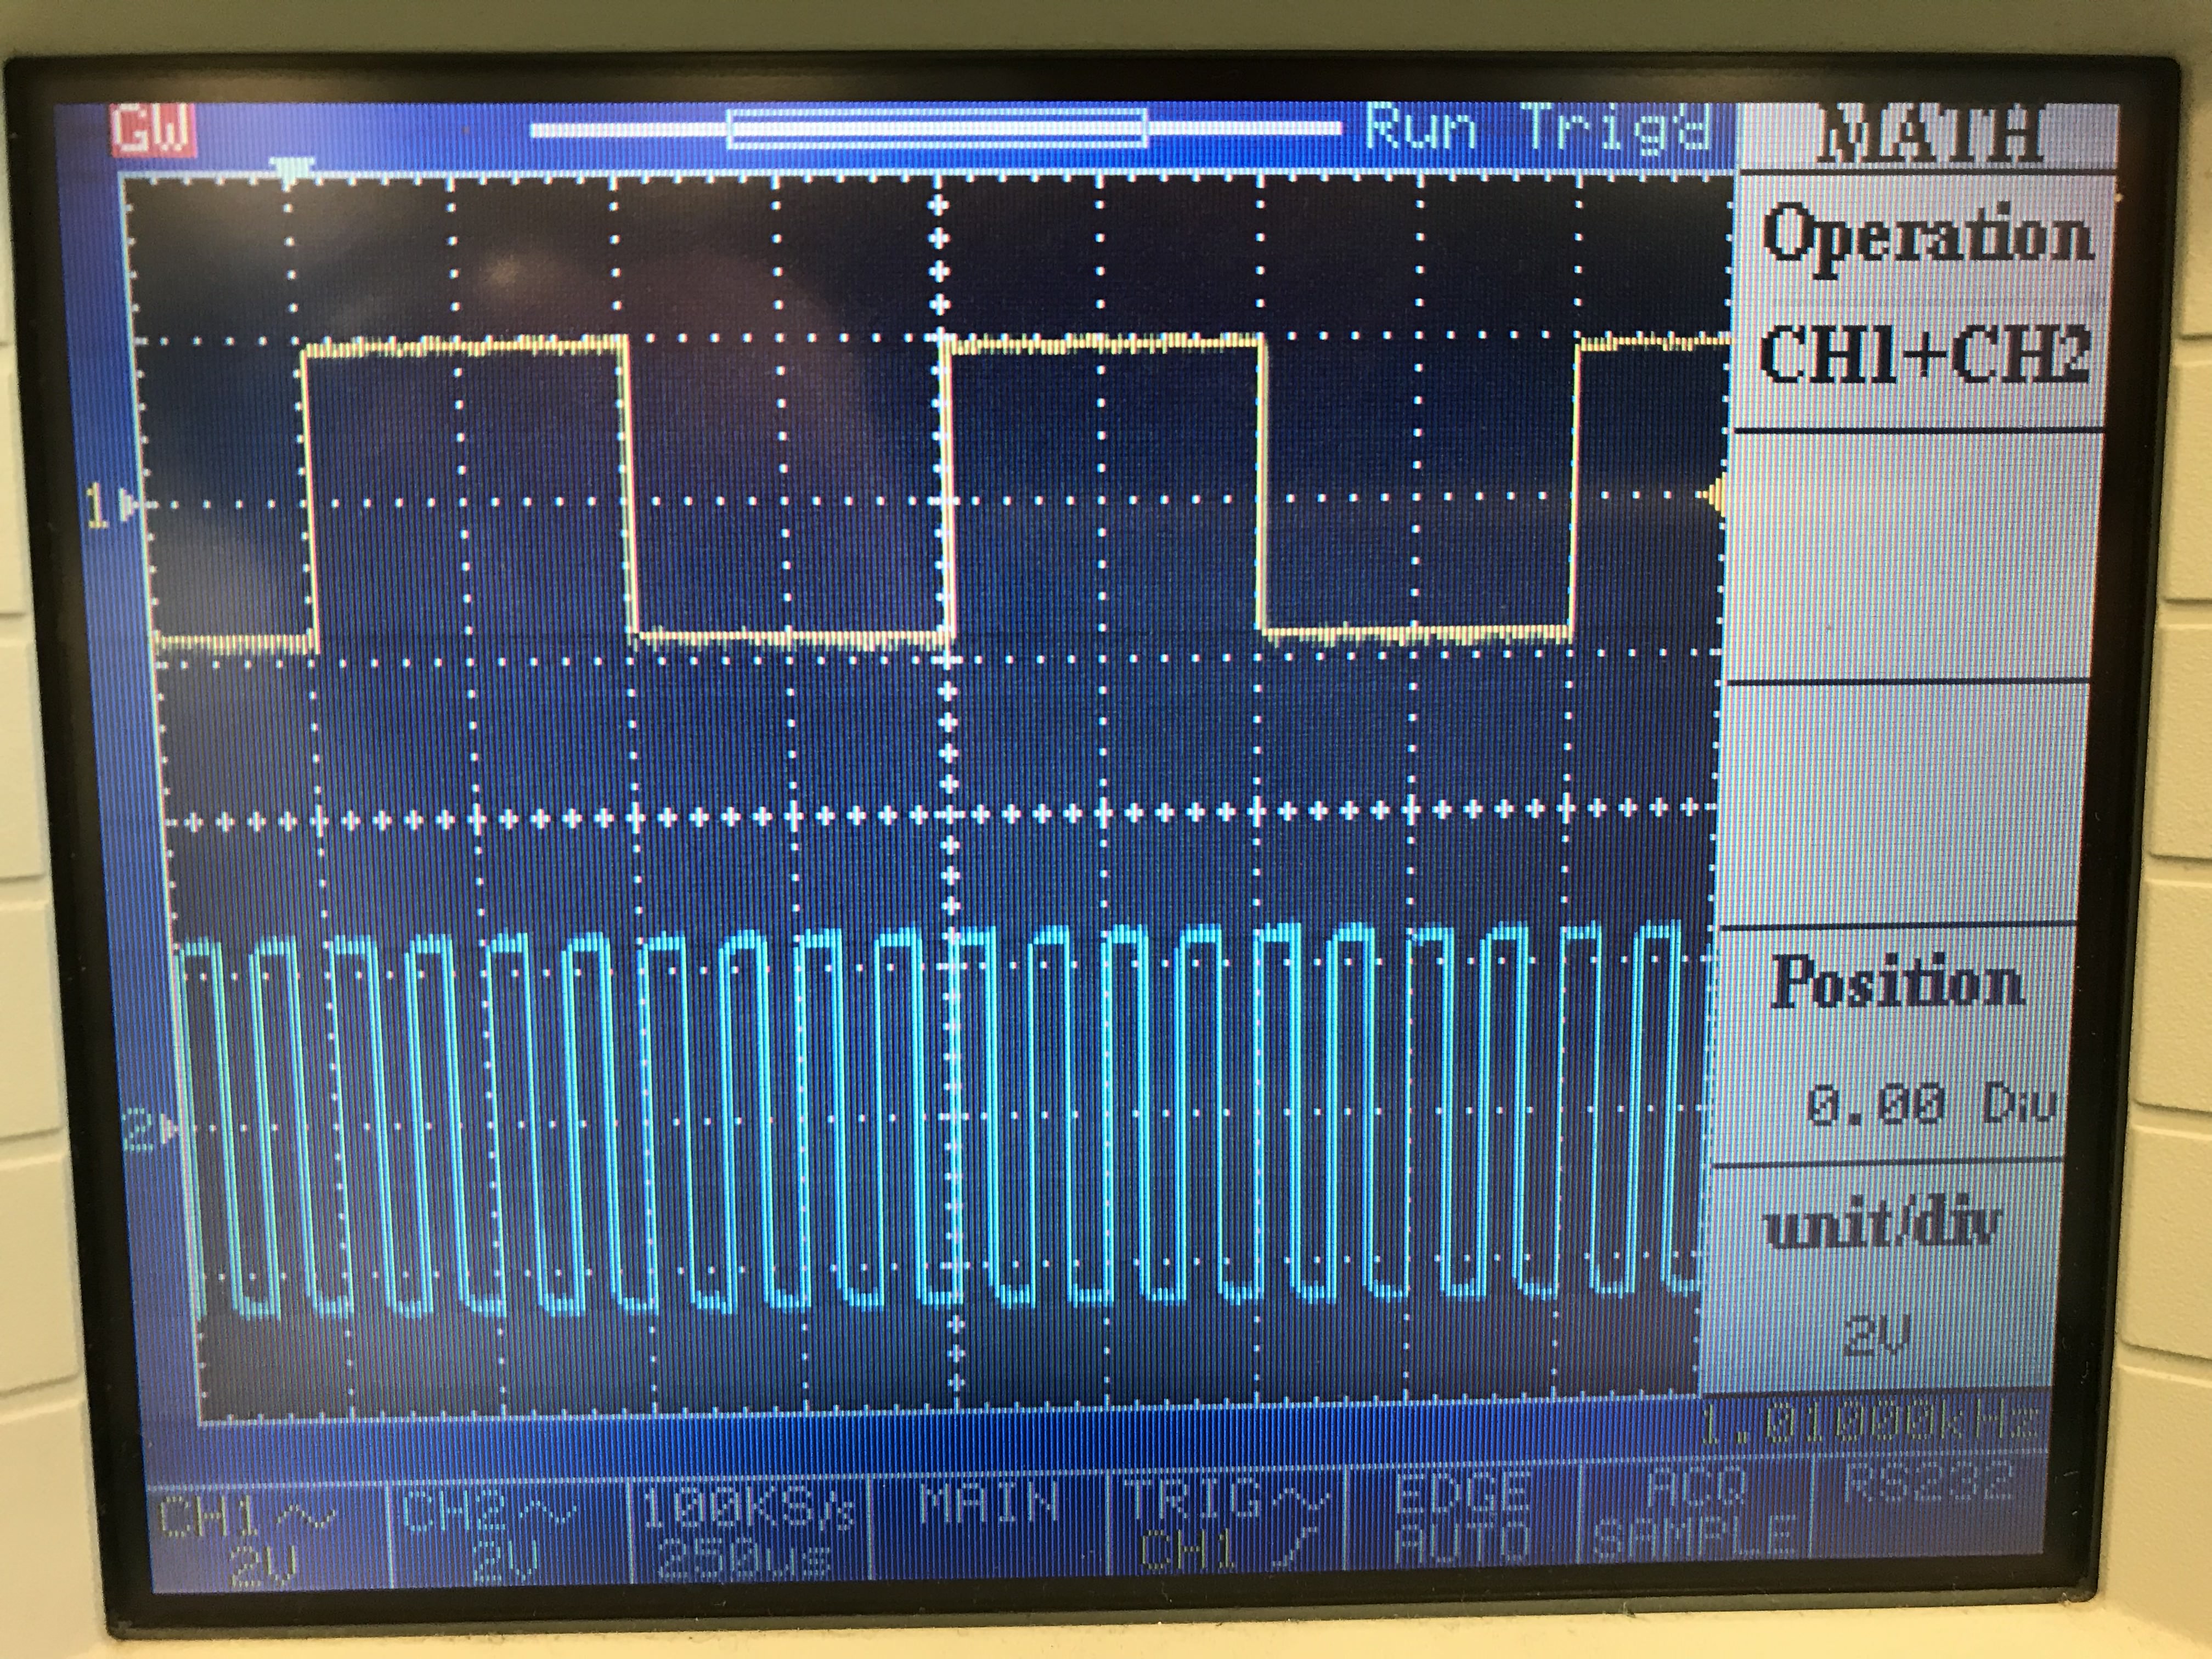 GW Run Trig'd MATH
Operation
CH1+CH2
1
Position
0.00 Div
2
unit/div
2V
1.01000kHz
CH1 CH2 100KS/s MAIN TRIG EDGE ACQ RS232
2V 2V 250us CH1 AUTO SAMPLE